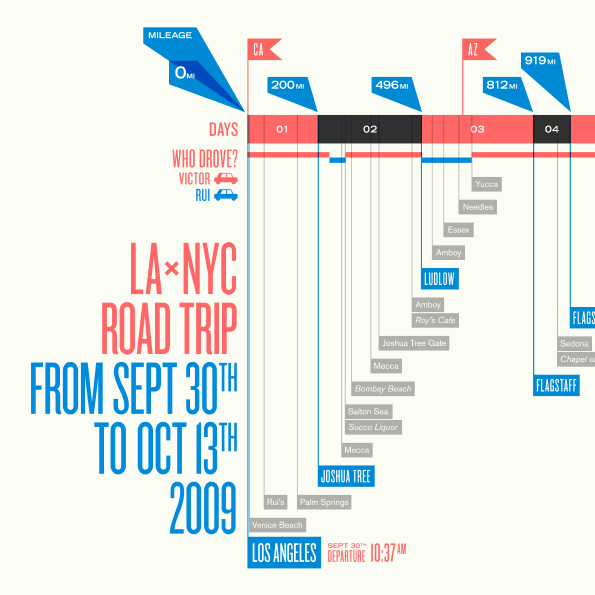 MILEAGE
0MI
CA
AZ
200MI
496MI
812MI
919MI
DAYS
01
02
03
04
WHO DROVE?
VICTOR
RUI
Yucca
Needles
Essex
Amboy
LUDLOW
Amboy
Roy's Cafe
Joshua Tree Gate
Mecca
Bombay Beach
Salton Sea
Socco Liquor
Mecca
JOSHUA TREE
Rui's
Palm Springs
Venice Beach
LOS ANGELES
SEPT 30TH
DEPARTURE 10:37AM
FLAGS
Sedona
Chapel o
FLAGSTAFF
LA×NYC
ROAD TRIP
FROM SEPT 30TH
TO OCT 13TH
2009